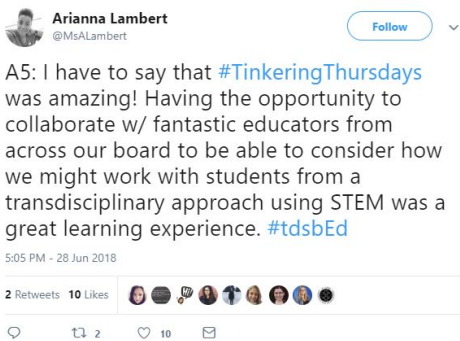 Arianna Lambert
@MsALambert
Follow
A5: I have to say that #TinkeringThursdays
was amazing! Having the opportunity to
collaborate w/ fantastic educators from
across our board to be able to consider how
we might work with students from a
transdisciplinary approach using STEM was a
great learning experience. #tdsbEd
5:05 PM - 28 Jun 2018
2 Retweets 10 Likes
2 10